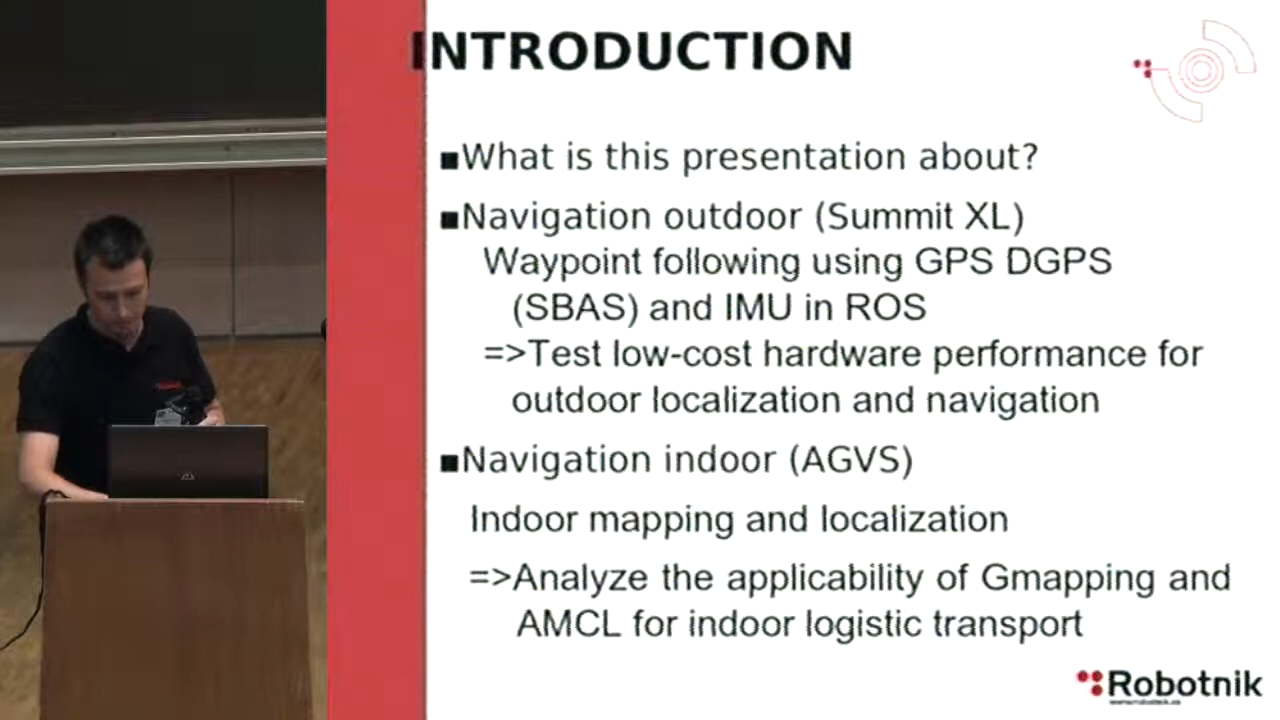 INTRODUCTION
■What is this presentation about?
■Navigation outdoor (Summit XL)
Waypoint following using GPS DGPS
(SBAS) and IMU in ROS
=>Test low-cost hardware performance for
outdoor localization and navigation
■Navigation indoor (AGVS)
Indoor mapping and localization
=>Analyze the applicability of Gmapping and
AMCL for indoor logistic transport
Robotnik